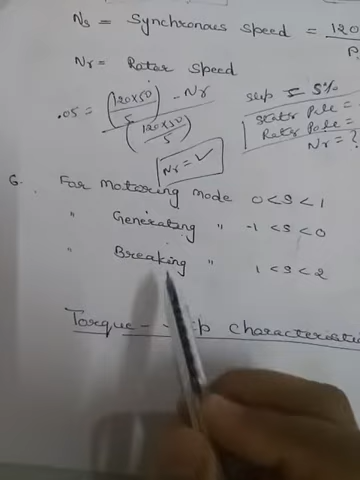 Ns = Synchronous Speed = 120
P.
Nr = Rotor Speed
.05 = (120×50/5) - Nr
(120×50/5)
slip = 5%
Stator Pole =
Rotor Pole =
Nr = ?
Nr = ✓
6. For Motoring mode 0 < S < 1
" Generating " -1 < S < 0
" Breaking " 1 < S < 2
Torque - characteristi